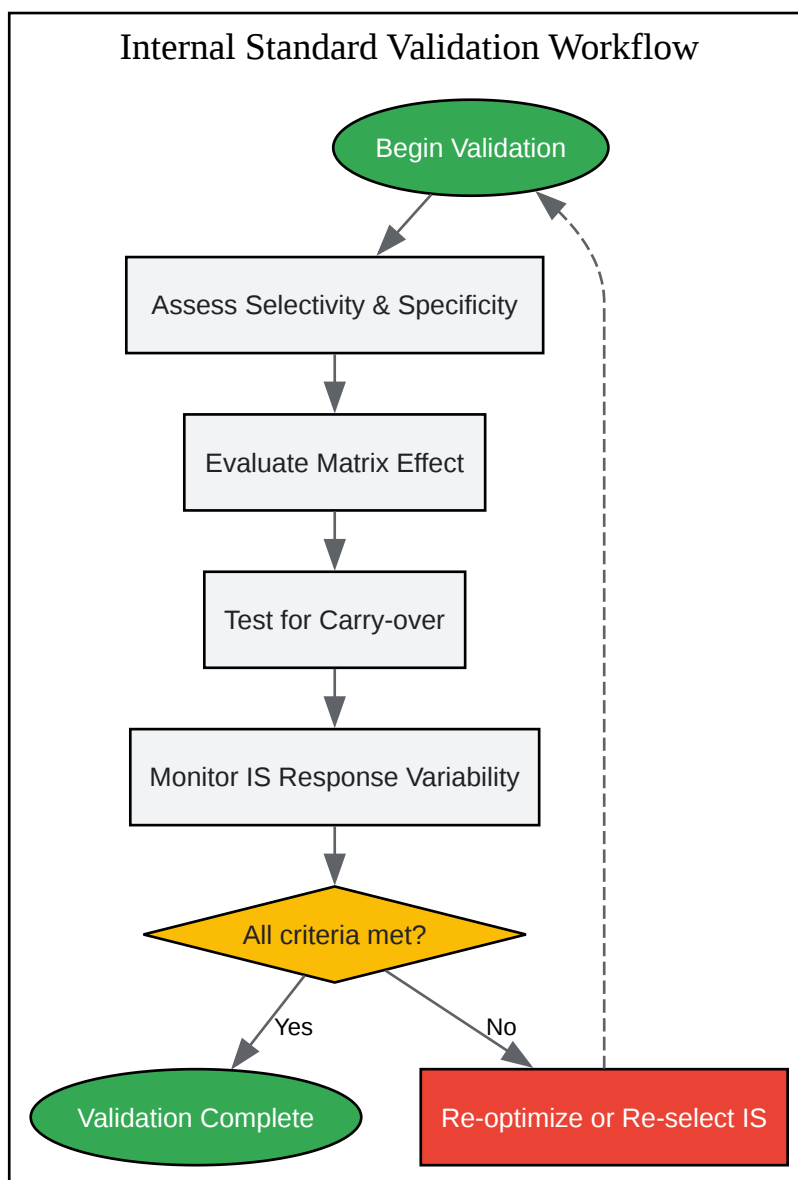 Internal Standard Validation Workflow
Begin Validation
Assess Selectivity & Specificity
Evaluate Matrix Effect
Test for Carry-over
Monitor IS Response Variability
All criteria met?
Yes
No
Validation Complete
Re-optimize or Re-select IS